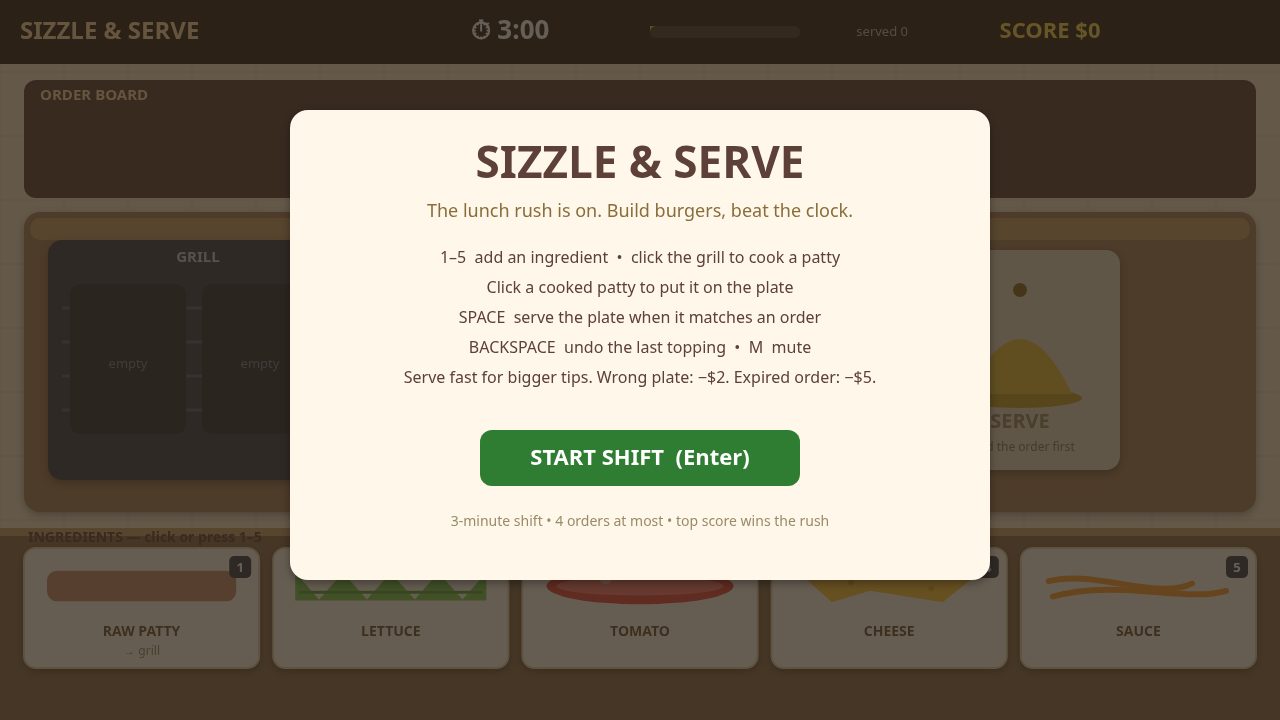 SIZZLE & SERVE
⏱ 3:00
served 0
SCORE $0
ORDER BOARD
SIZZLE & SERVE
The lunch rush is on. Build burgers, beat the clock.
1–5 add an ingredient • click the grill to cook a patty
Click a cooked patty to put it on the plate
SPACE serve the plate when it matches an order
BACKSPACE undo the last topping • M mute
Serve fast for bigger tips. Wrong plate: −$2. Expired order: −$5.
START SHIFT (Enter)
3-minute shift • 4 orders at most • top score wins the rush
GRILL
empty
empty
SERVE
the order first
INGREDIENTS — click or press 1–5
1
RAW PATTY
→ grill
LETTUCE
TOMATO
CHEESE
5
SAUCE